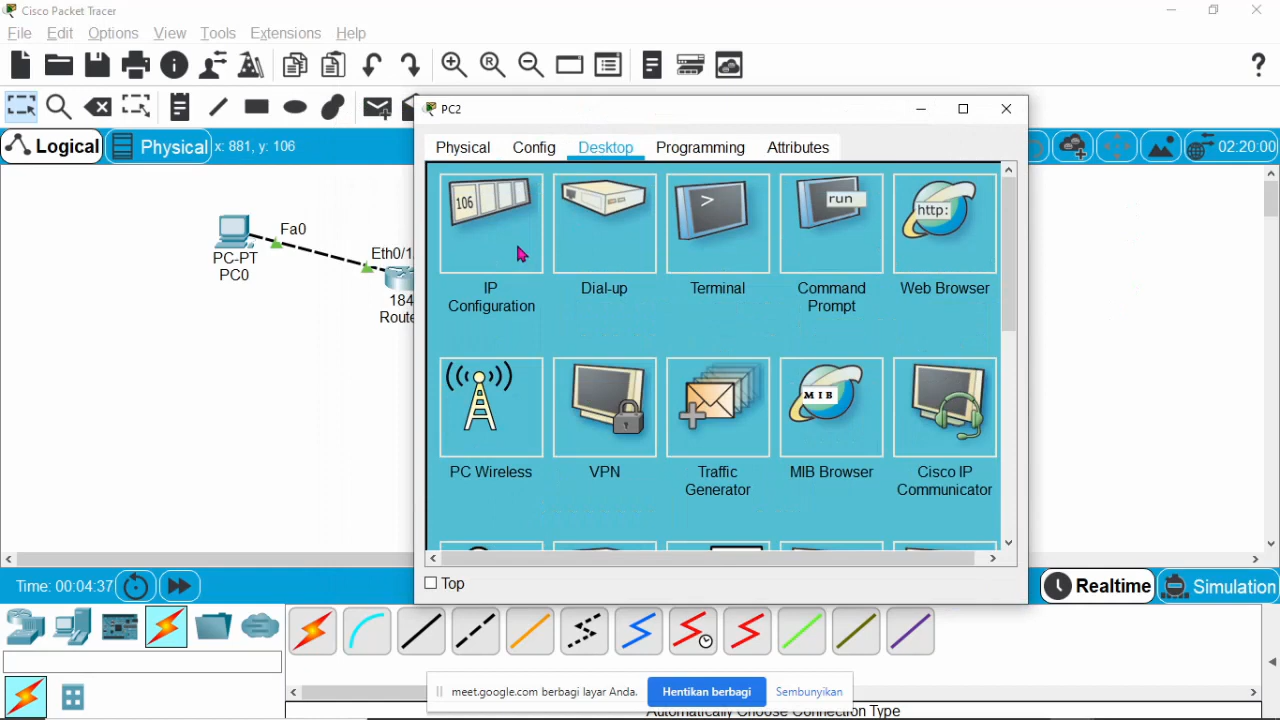 Cisco Packet Tracer
File Edit Options View Tools Extensions Help
PC2
Logical
Physical
x: 881, y: 106
02:20:00
Physical Config Desktop Programming Attributes
106
>
run
http:
IP Configuration
Dial-up
Terminal
Command Prompt
Web Browser
MIB
PC Wireless
VPN
Traffic Generator
MIB Browser
Cisco IP Communicator
Fa0
PC-PT
PC0
Eth0/1
184
Route
Top
Time: 00:04:37
Realtime
Simulation
meet.google.com berbagi layar Anda.
Hentikan berbagi
Sembunyikan
Automatically Choose Connection Type